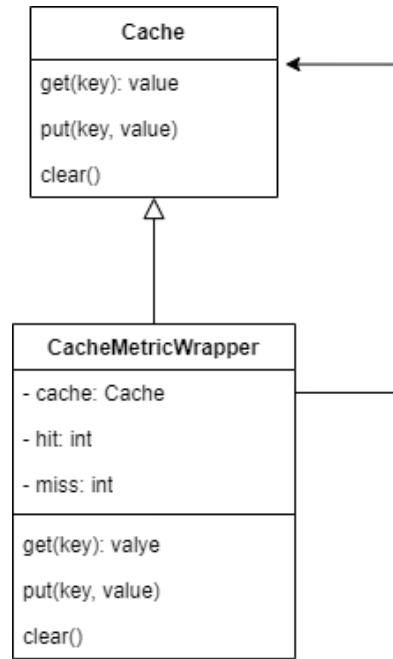 Cache
get(key): value
put(key, value)
clear()
CacheMetricWrapper
- cache: Cache
- hit: int
- miss: int
get(key): valye
put(key, value)
clear()